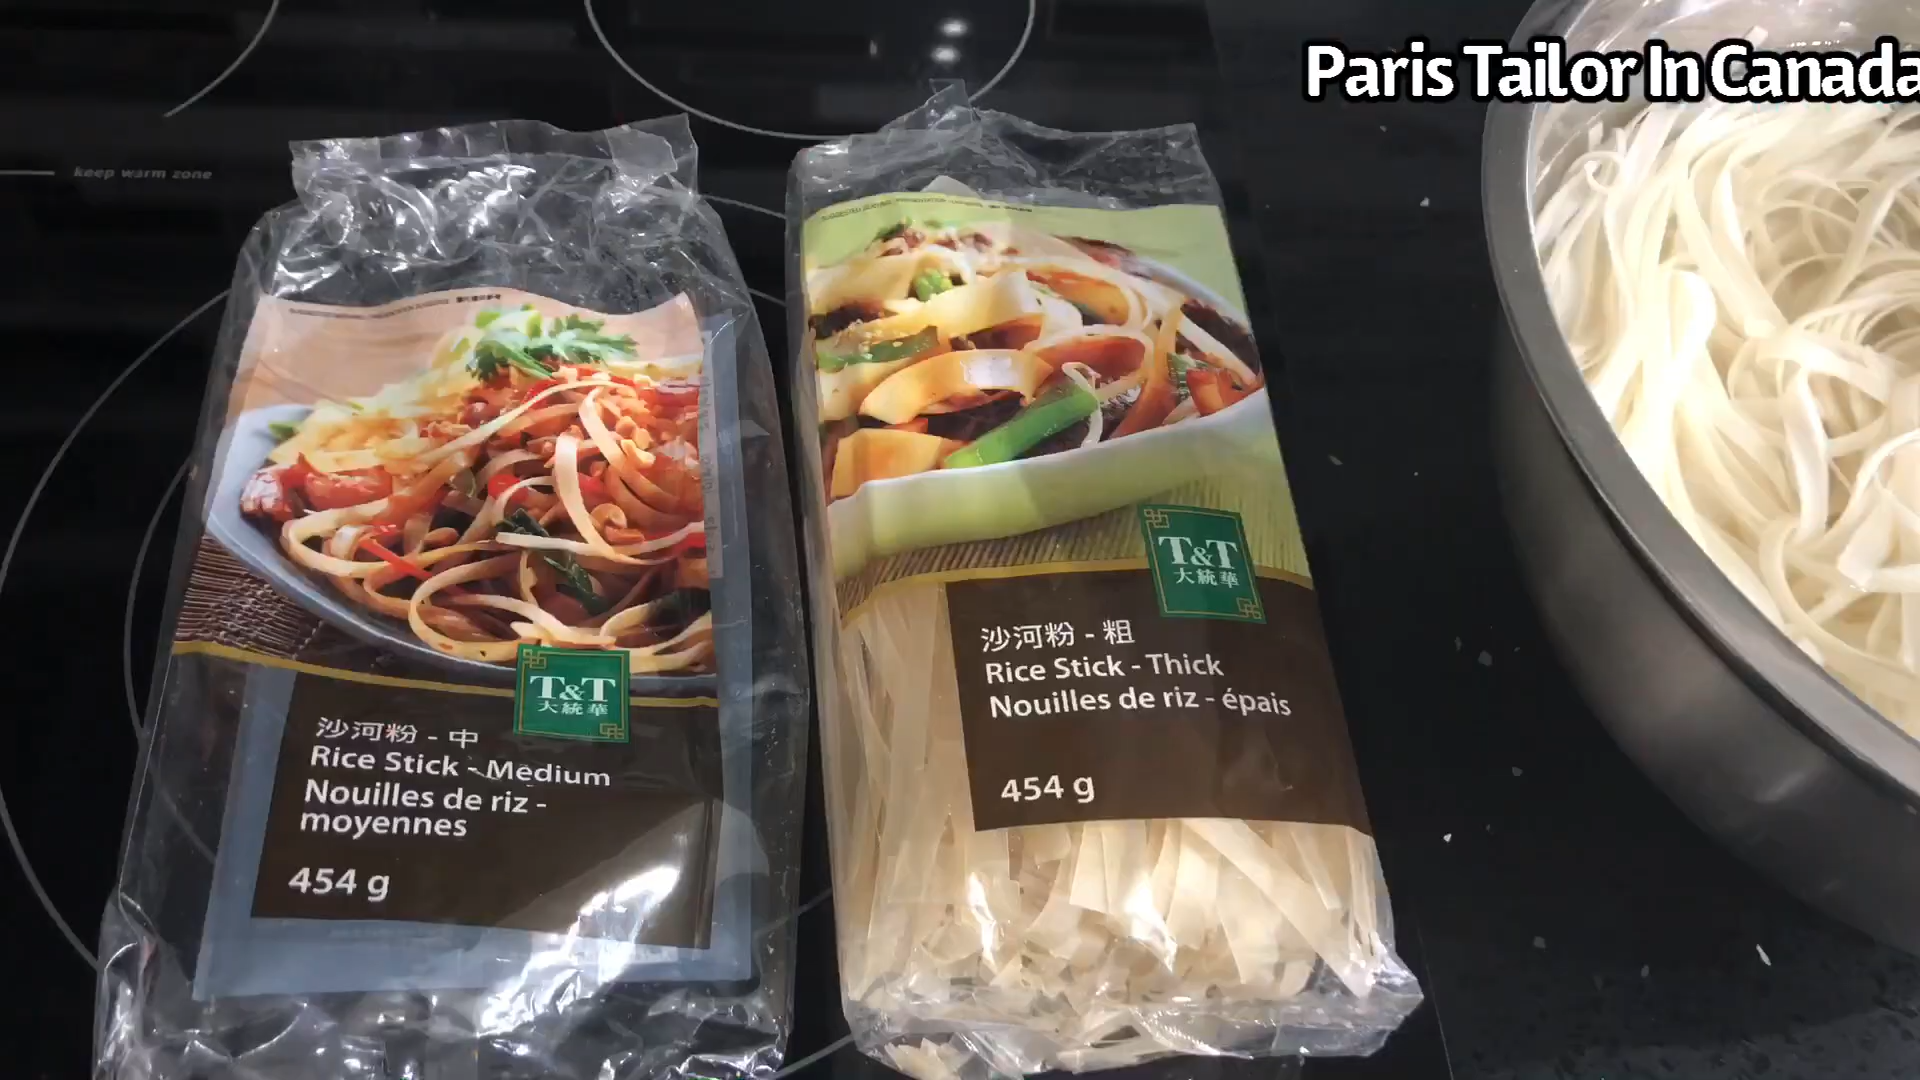 Paris Tailor In Canada
keep warm zone
T&T
大統華
沙河粉 - 中
Rice Stick - Medium
Nouilles de riz -
moyennes
454 g
T&T
大統華
沙河粉 - 粗
Rice Stick - Thick
Nouilles de riz - épais
454 g